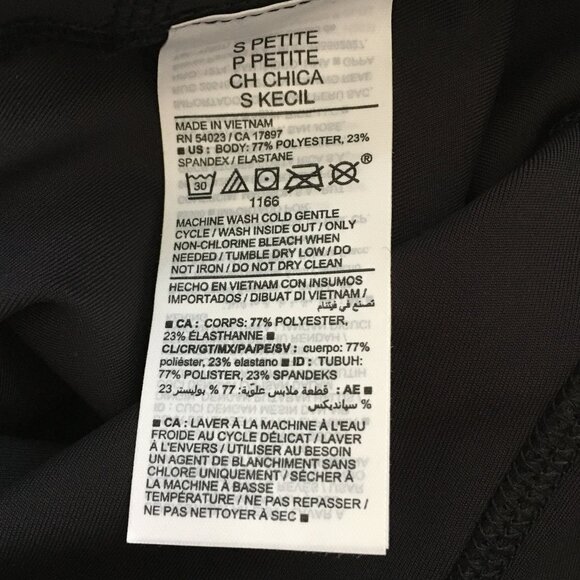 S PETITE
P PETITE
CH CHICA
S KECIL
MADE IN VIETNAM
RN 54023 / CA 17897
■ US : BODY: 77% POLYESTER, 23%
SPANDEX / ELASTANE
30
®
1166
MACHINE WASH COLD GENTLE
CYCLE / WASH INSIDE OUT / ONLY
NON-CHLORINE BLEACH WHEN
NEEDED / TUMBLE DRY LOW / DO
NOT IRON / DO NOT DRY CLEAN
HECHO EN VIETNAM CON INSUMOS
IMPORTADOS / DIBUAT DI VIETNAM /
تصنع في فيتنام
■ CA : CORPS: 77% POLYESTER,
23% ÉLASTHANNE ■
CL/CR/GT/MX/PA/PE/SV : cuerpo: 77%
poliéster, 23% elastano ■ ID : TUBUH:
77% POLISTER, 23% SPANDEKS
■ AE : قطعة ملابس علويّة: 77 % بوليستر 23
% سپانديكس ■
■ CA : LAVER À LA MACHINE À L'EAU
FROIDE AU CYCLE DÉLICAT / LAVER
À L'ENVERS / UTILISER AU BESOIN
UN AGENT DE BLANCHIMENT SANS
CHLORE UNIQUEMENT / SÉCHER À
LA MACHINE À BASSE
TEMPÉRATURE / NE PAS REPASSER /
NE PAS NETTOYER À SEC ■